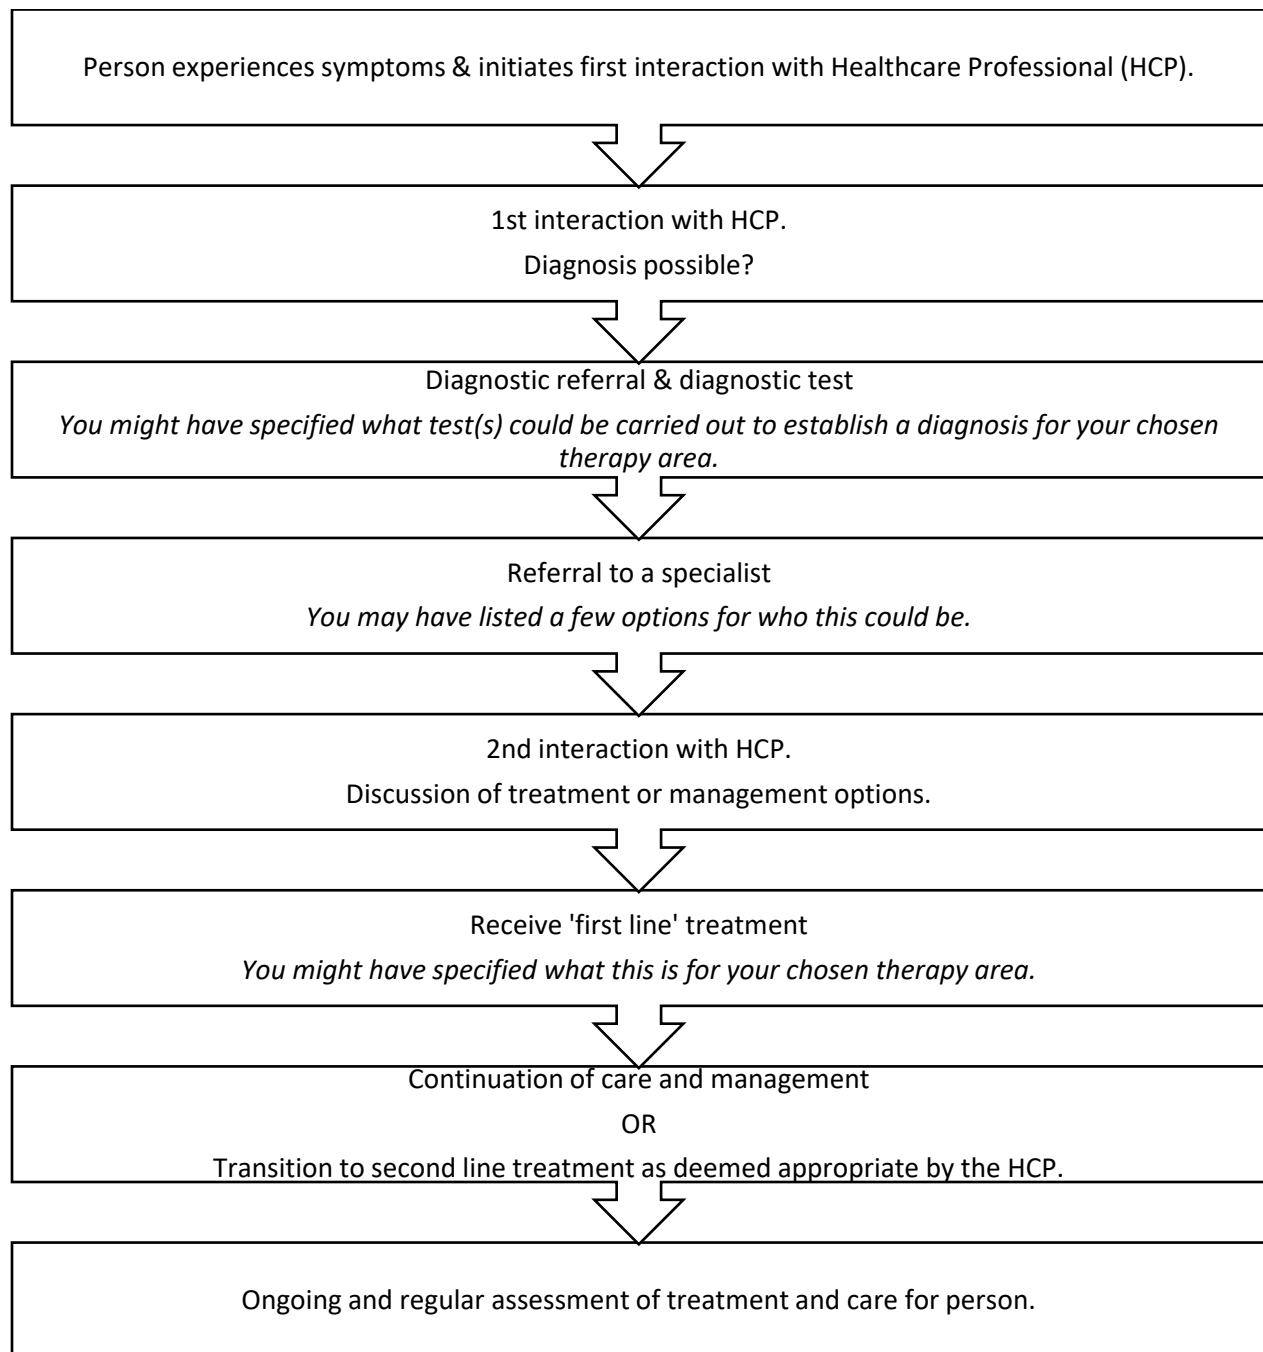 Person experiences symptoms & initiates first interaction with Healthcare Professional (HCP).
1st interaction with HCP.
Diagnosis possible?
Diagnostic referral & diagnostic test
You might have specified what test(s) could be carried out to establish a diagnosis for your chosen
therapy area.
Referral to a specialist
You may have listed a few options for who this could be.
2nd interaction with HCP.
Discussion of treatment or management options.
Receive 'first line' treatment
You might have specified what this is for your chosen therapy area.
Continuation of care and management
OR
Transition to second line treatment as deemed appropriate by the HCP.
Ongoing and regular assessment of treatment and care for person.